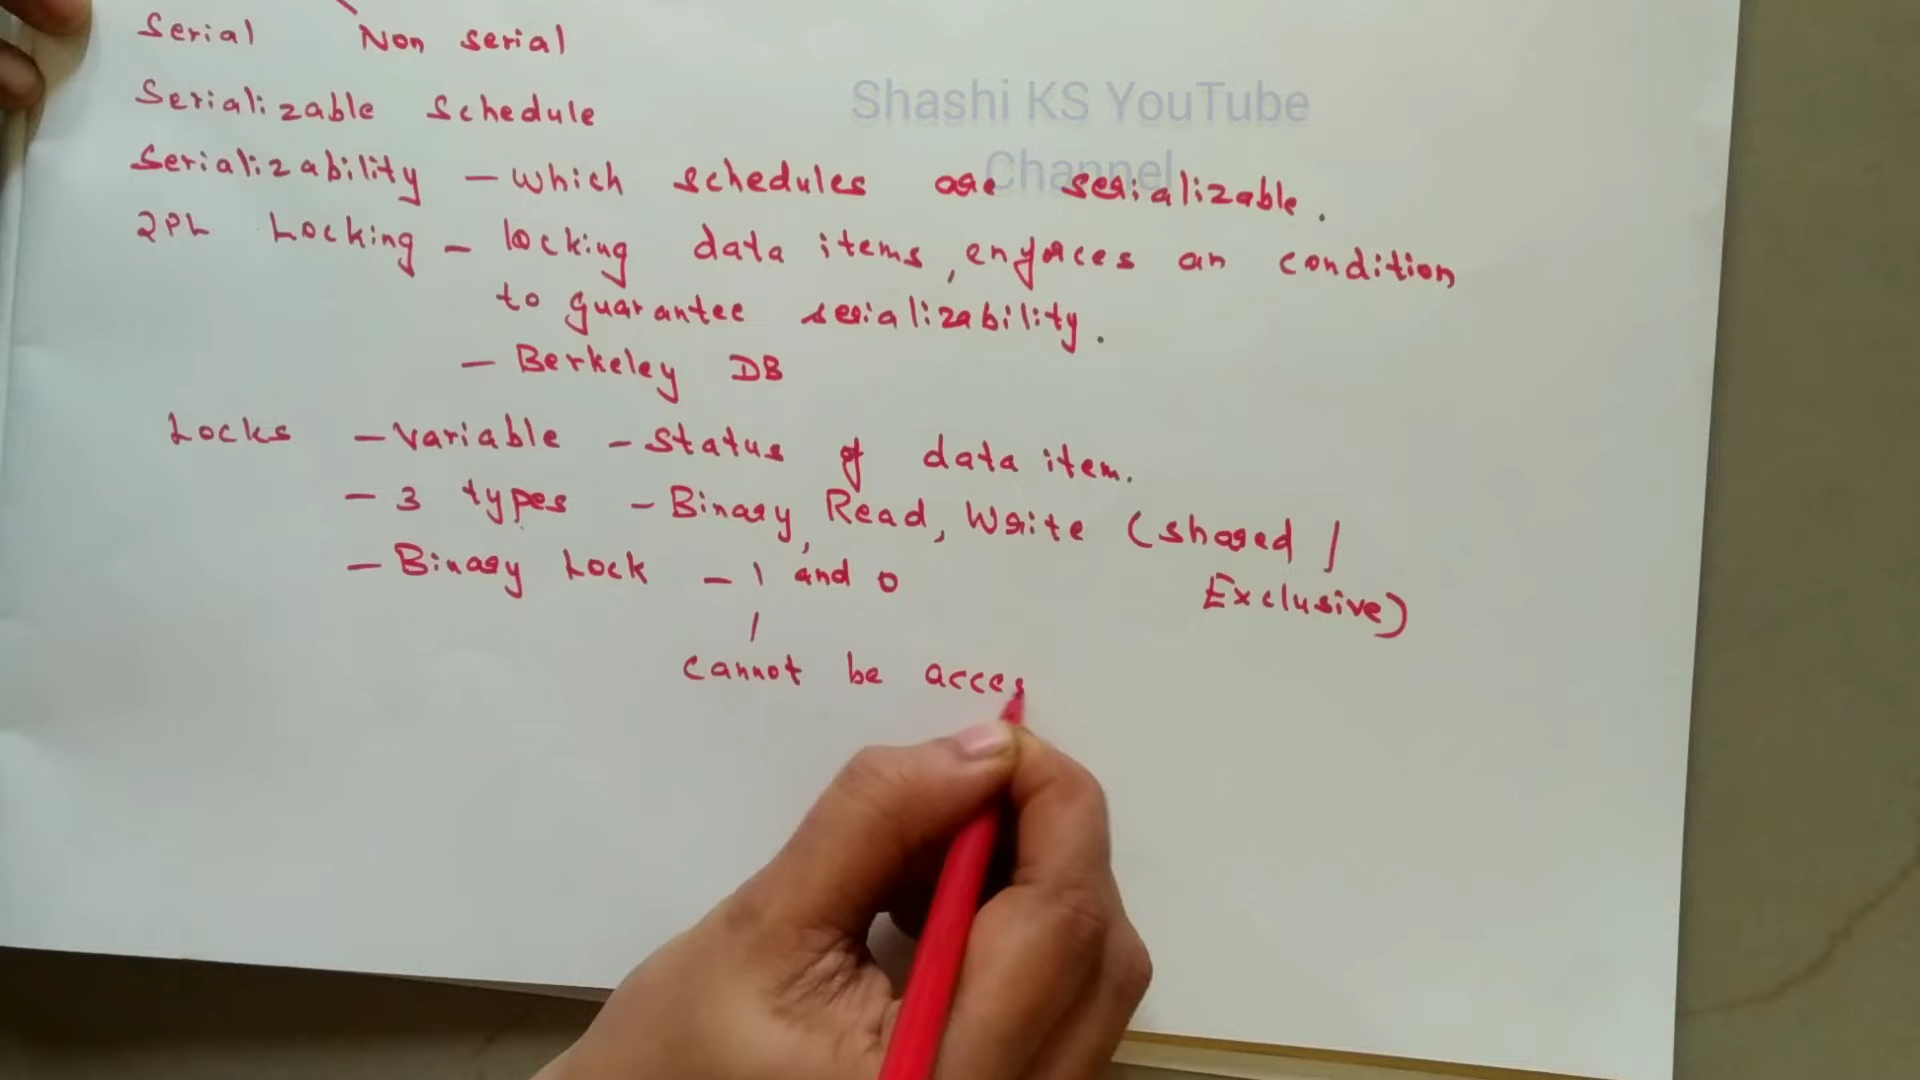 Serial Non serial
Serializable Schedule
Shashi KS YouTube
Channel
Serializability – which schedules are serializable.
2PL Locking – locking data items, enforces an condition
to guarantee serializability.
– Berkeley DB
Locks – variable – status of data item.
– 3 types – Binary, Read, Write (shared /
Exclusive)
– Binary Lock – 1 and 0
cannot be acces